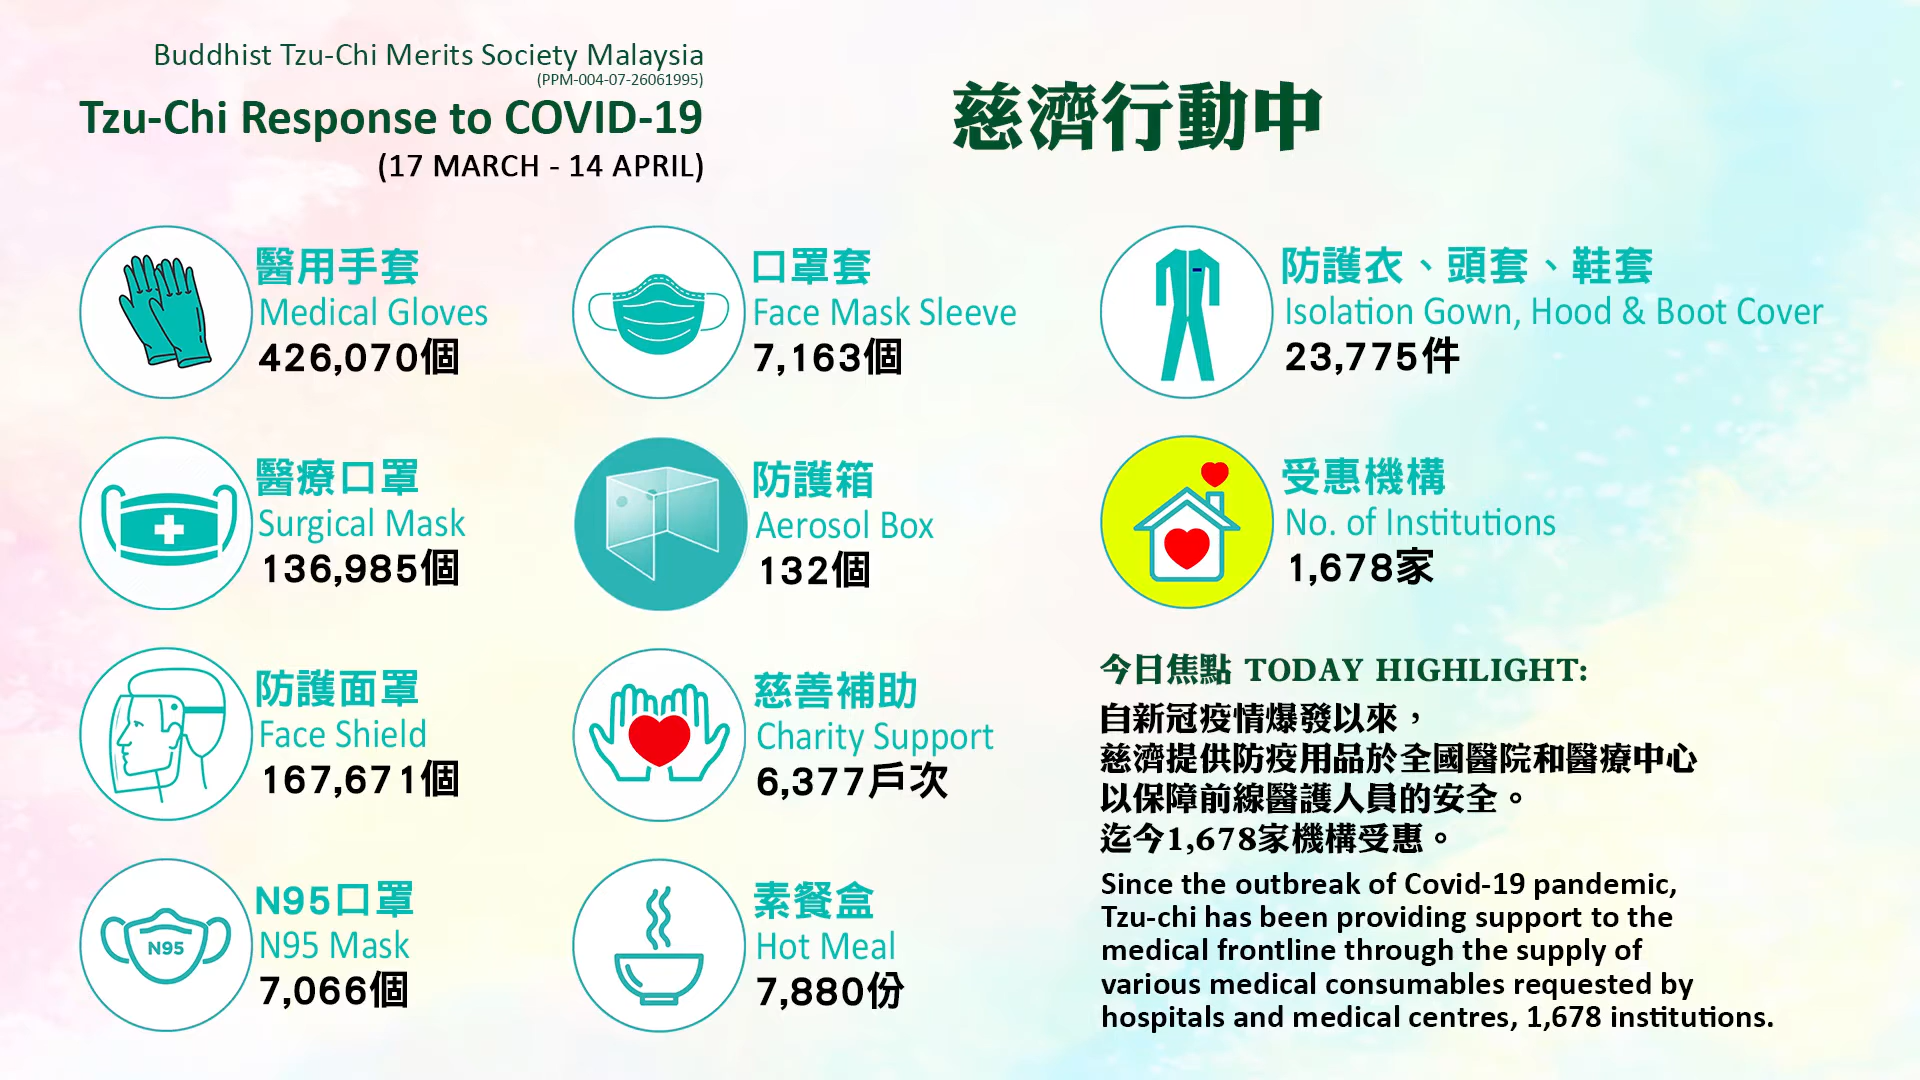 Buddhist Tzu-Chi Merits Society Malaysia
(PPM-004-07-26061995)
Tzu-Chi Response to COVID-19
(17 MARCH - 14 APRIL)
慈濟行動中
醫用手套
Medical Gloves
426,070個
口罩套
Face Mask Sleeve
7,163個
防護衣、頭套、鞋套
Isolation Gown, Hood & Boot Cover
23,775件
醫療口罩
Surgical Mask
136,985個
防護箱
Aerosol Box
132個
受惠機構
No. of Institutions
1,678家
防護面罩
Face Shield
167,671個
慈善補助
Charity Support
6,377戶次
N95
N95口罩
N95 Mask
7,066個
素餐盒
Hot Meal
7,880份
今日焦點 TODAY HIGHLIGHT:
自新冠疫情爆發以來，
慈濟提供防疫用品於全國醫院和醫療中心
以保障前線醫護人員的安全。
迄今1,678家機構受惠。
Since the outbreak of Covid-19 pandemic,
Tzu-chi has been providing support to the
medical frontline through the supply of
various medical consumables requested by
hospitals and medical centres, 1,678 institutions.